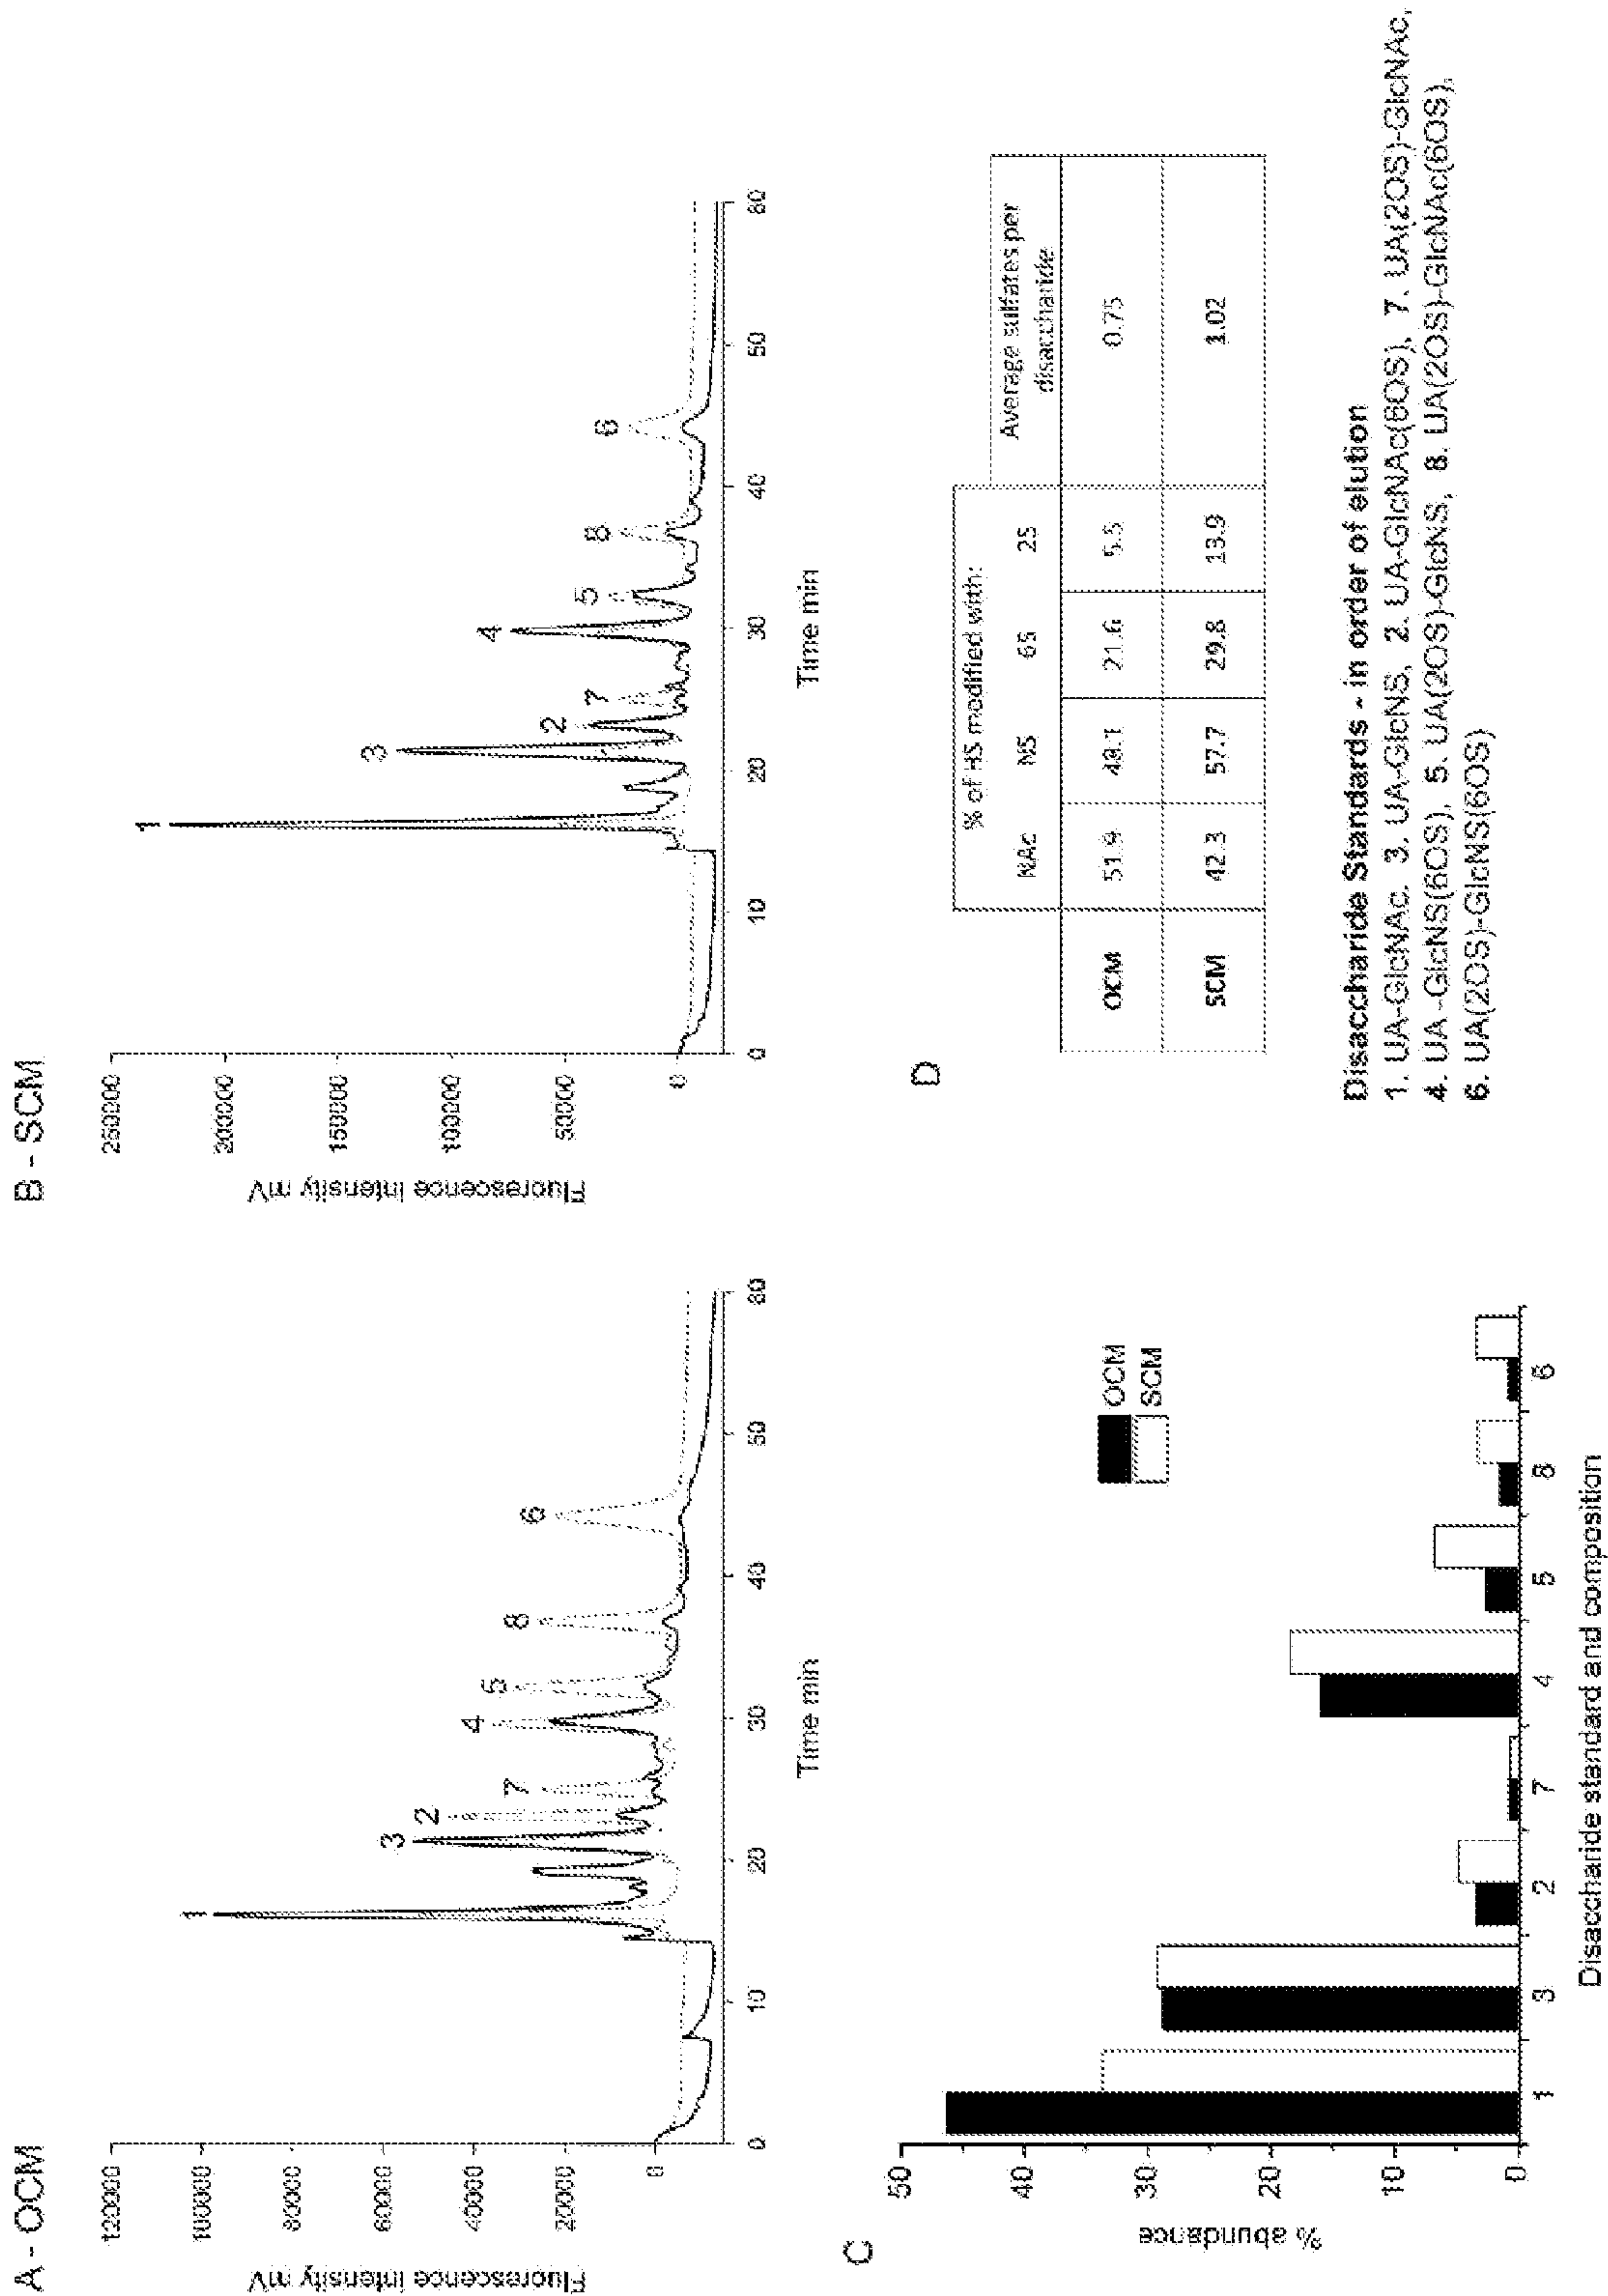 A - OCM
Fluorescence intensity mV
120000
100000
80000
60000
40000
20000
0
1
3
2
7
4
5
8
6
0
10
20
30
40
50
60
Time min
B - SCM
Fluorescence intensity mV
250000
200000
150000
100000
50000
0
1
3
2
7
4
5
8
6
0
10
20
30
40
50
60
Time min
C
% abundance
50
40
30
20
10
0
OCM
SCM
1
3
2
7
4
5
8
6
Disaccharide standard and composition
D
% of HS modified with:
Average sulfates per
disaccharide
NAc NS 6S 2S
OCM 51.9 48.1 21.6 5.5 0.75
SCM 42.3 57.7 29.8 13.9 1.02
Disaccharide Standards - in order of elution
1. UA-GlcNAc. 3. UA-GlcNS, 2. UA-GlcNAc(6OS), 7. UA(2OS)-GlcNAc,
4. UA -GlcNS(6OS), 5. UA(2OS)-GlcNS, 8. UA(2OS)-GlcNAc(6OS),
6. UA(2OS)-GlcNS(6OS)